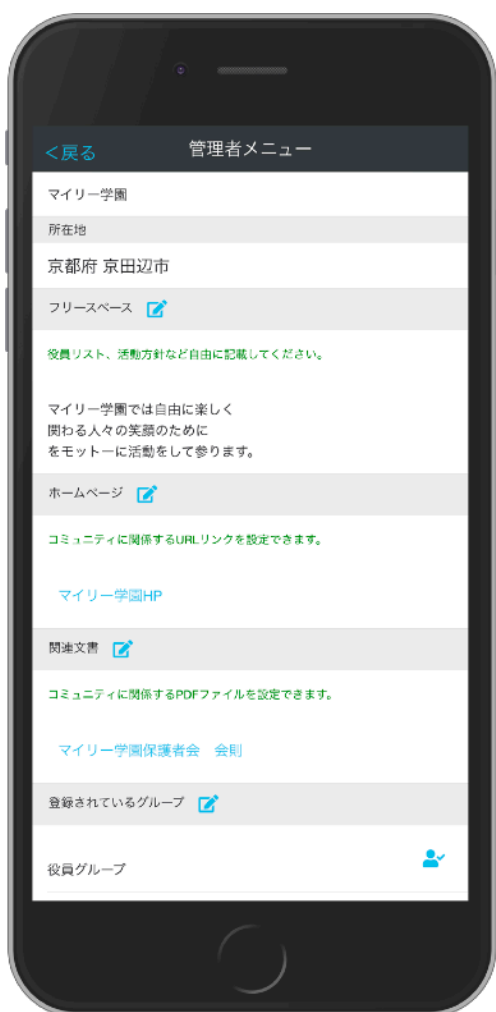 <戻る 管理者メニュー
マイリー学園
所在地
京都府 京田辺市
フリースペース
役員リスト、活動方針など自由に記載してください。
マイリー学園では自由に楽しく
関わる人々の笑顔のために
をモットーに活動をして参ります。
ホームページ
コミュニティに関係するURLリンクを設定できます。
マイリー学園HP
関連文書
コミュニティに関係するPDFファイルを設定できます。
マイリー学園保護者会　会則
登録されているグループ
役員グループ